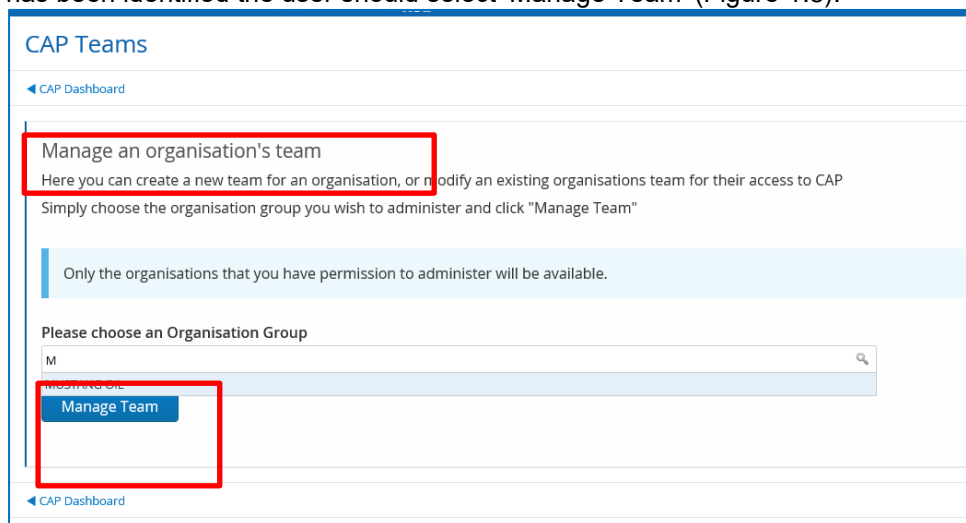 has been identified the user should select 'Manage Team' (Figure
CAP Teams
◀ CAP Dashboard
Manage an organisation's team
Here you can create a new team for an organisation, or modify an existing organisations team for their access to CAP
Simply choose the organisation group you wish to administer and click "Manage Team"
Only the organisations that you have permission to administer will be available.
Please choose an Organisation Group
M
MUSTANG OIL
Manage Team
◀ CAP Dashboard